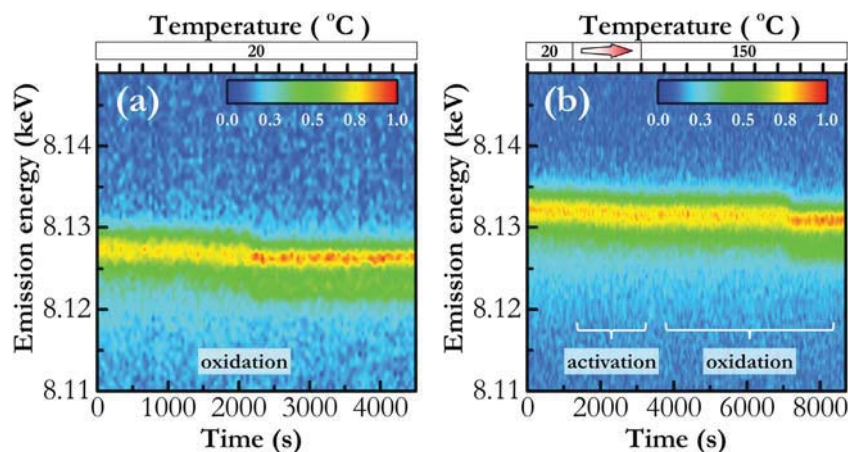 Temperature ( °C)
20
(a)
0.0 0.3 0.5 0.8 1.0
Emission energy (keV)
8.14
8.13
8.12
8.11
oxidation
0 1000 2000 3000 4000
Time (s)
Temperature ( °C)
20 150
(b)
0.0 0.3 0.5 0.8 1.0
Emission energy (keV)
8.14
8.13
8.12
8.11
activation oxidation
0 2000 4000 6000 8000
Time (s)